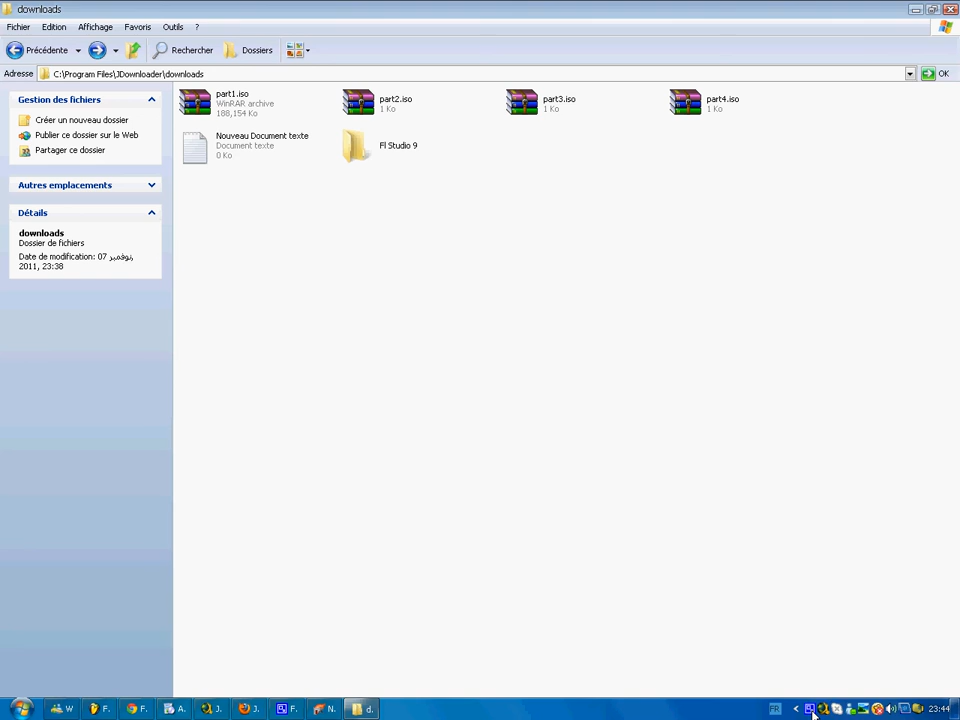 downloads
Fichier Edition Affichage Favoris Outils ?
Précédente Rechercher Dossiers
Adresse C:\Program Files\JDownloader\downloads OK
Gestion des fichiers
Créer un nouveau dossier
Publier ce dossier sur le Web
Partager ce dossier
Autres emplacements
Détails
downloads
Dossier de fichiers
Date de modification: 07 نوفمبر,
2011, 23:38
part1.iso
WinRAR archive
188,154 Ko
part2.iso
1 Ko
part3.iso
1 Ko
part4.iso
1 Ko
Nouveau Document texte
Document texte
0 Ko
Fl Studio 9
W F. F. A. J. J. F. N. d. FR < 23:44